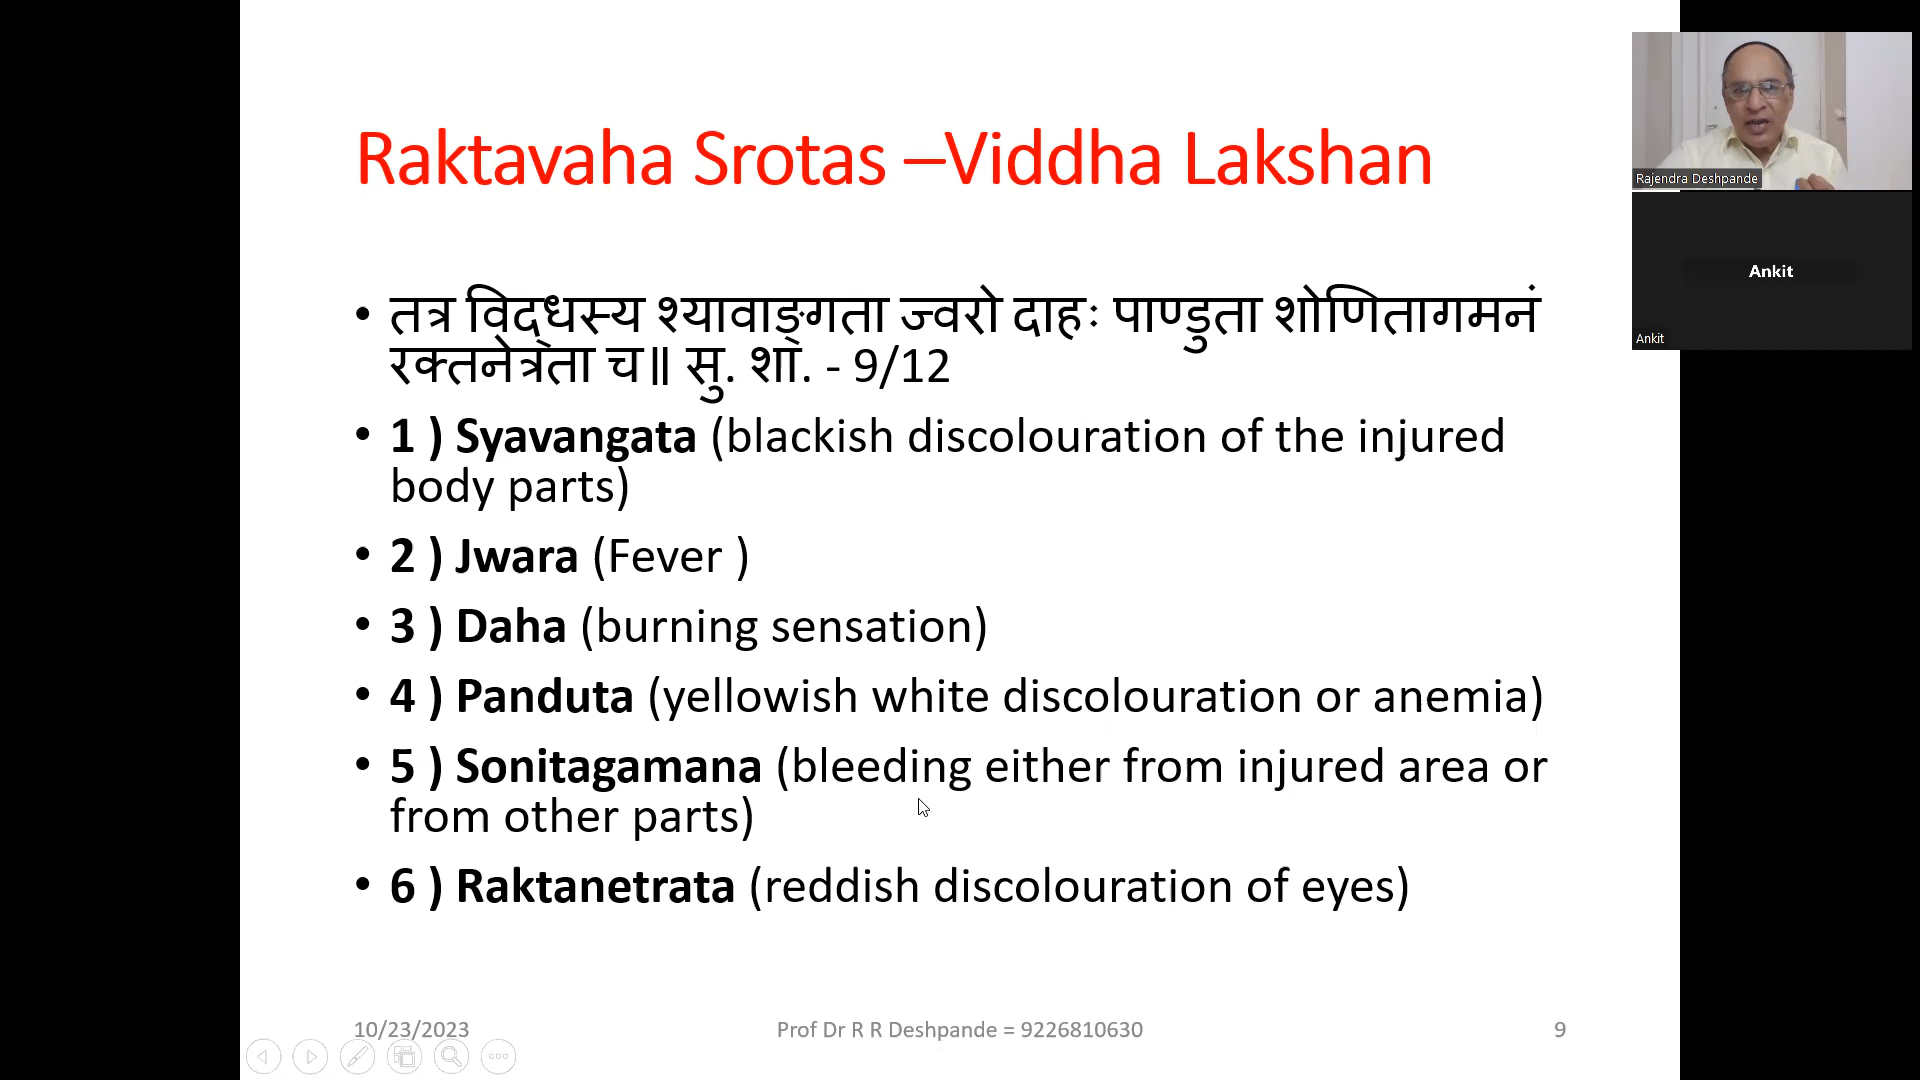 Raktavaha Srotas –Viddha Lakshan
• तत्र विद्धस्य श्यावाङ्गता ज्वरो दाहः पाण्डुता शोणितागमनं
रक्तनेत्रता च॥ सु. शा. - 9/12
• 1 ) Syavangata (blackish discolouration of the injured
body parts)
• 2 ) Jwara (Fever )
• 3 ) Daha (burning sensation)
• 4 ) Panduta (yellowish white discolouration or anemia)
• 5 ) Sonitagamana (bleeding either from injured area or
from other parts)
• 6 ) Raktanetrata (reddish discolouration of eyes)
10/23/2023
Prof Dr R R Deshpande = 9226810630
9
Rajendra Deshpande
Ankit
Ankit